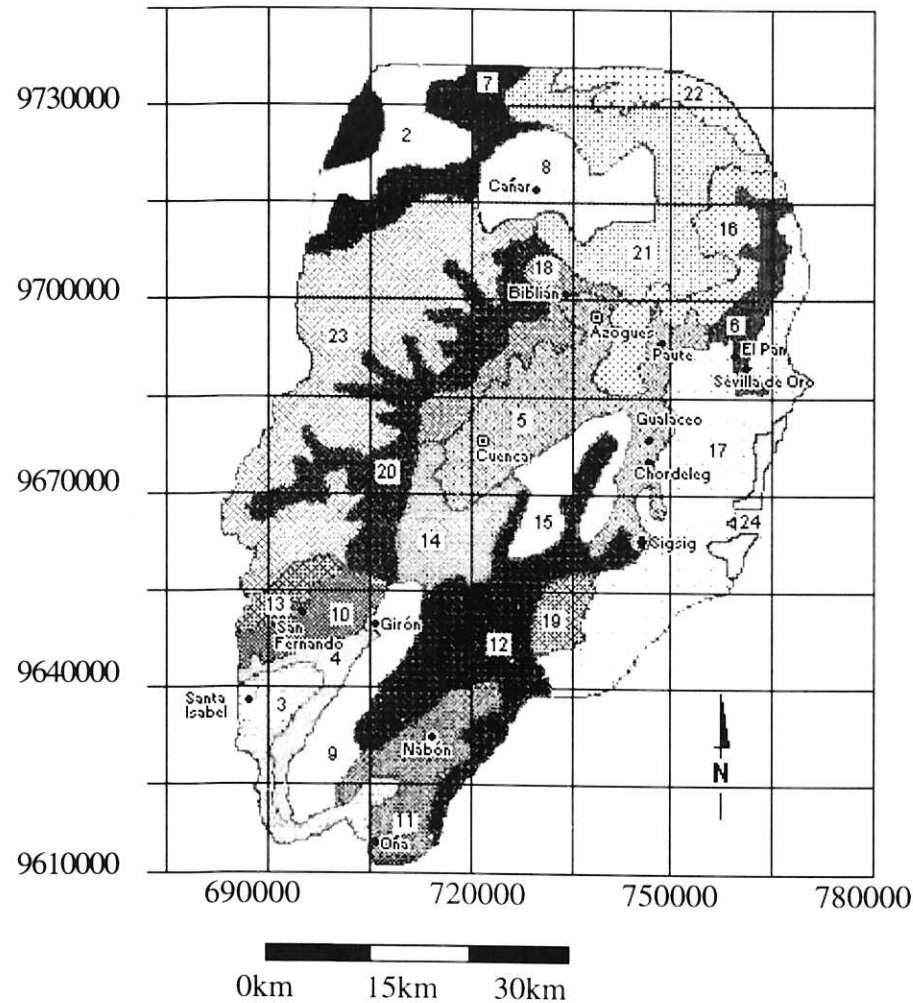 9730000
7
22
2
8
Cañar
16
21
9700000
18
Biblián
6
23
Azogues
El Pan
Paute
Sevilla de Oro
5
Gualaceo
17
Cuenca
9670000
20
Chordeleg
15
24
14
Sigsig
13
10
19
San
Fernando
Girón
12
4
9640000
Santa
Isabel
3
N
9
Nabón
11
Oña
9610000
690000 720000 750000 780000
0km 15km 30km